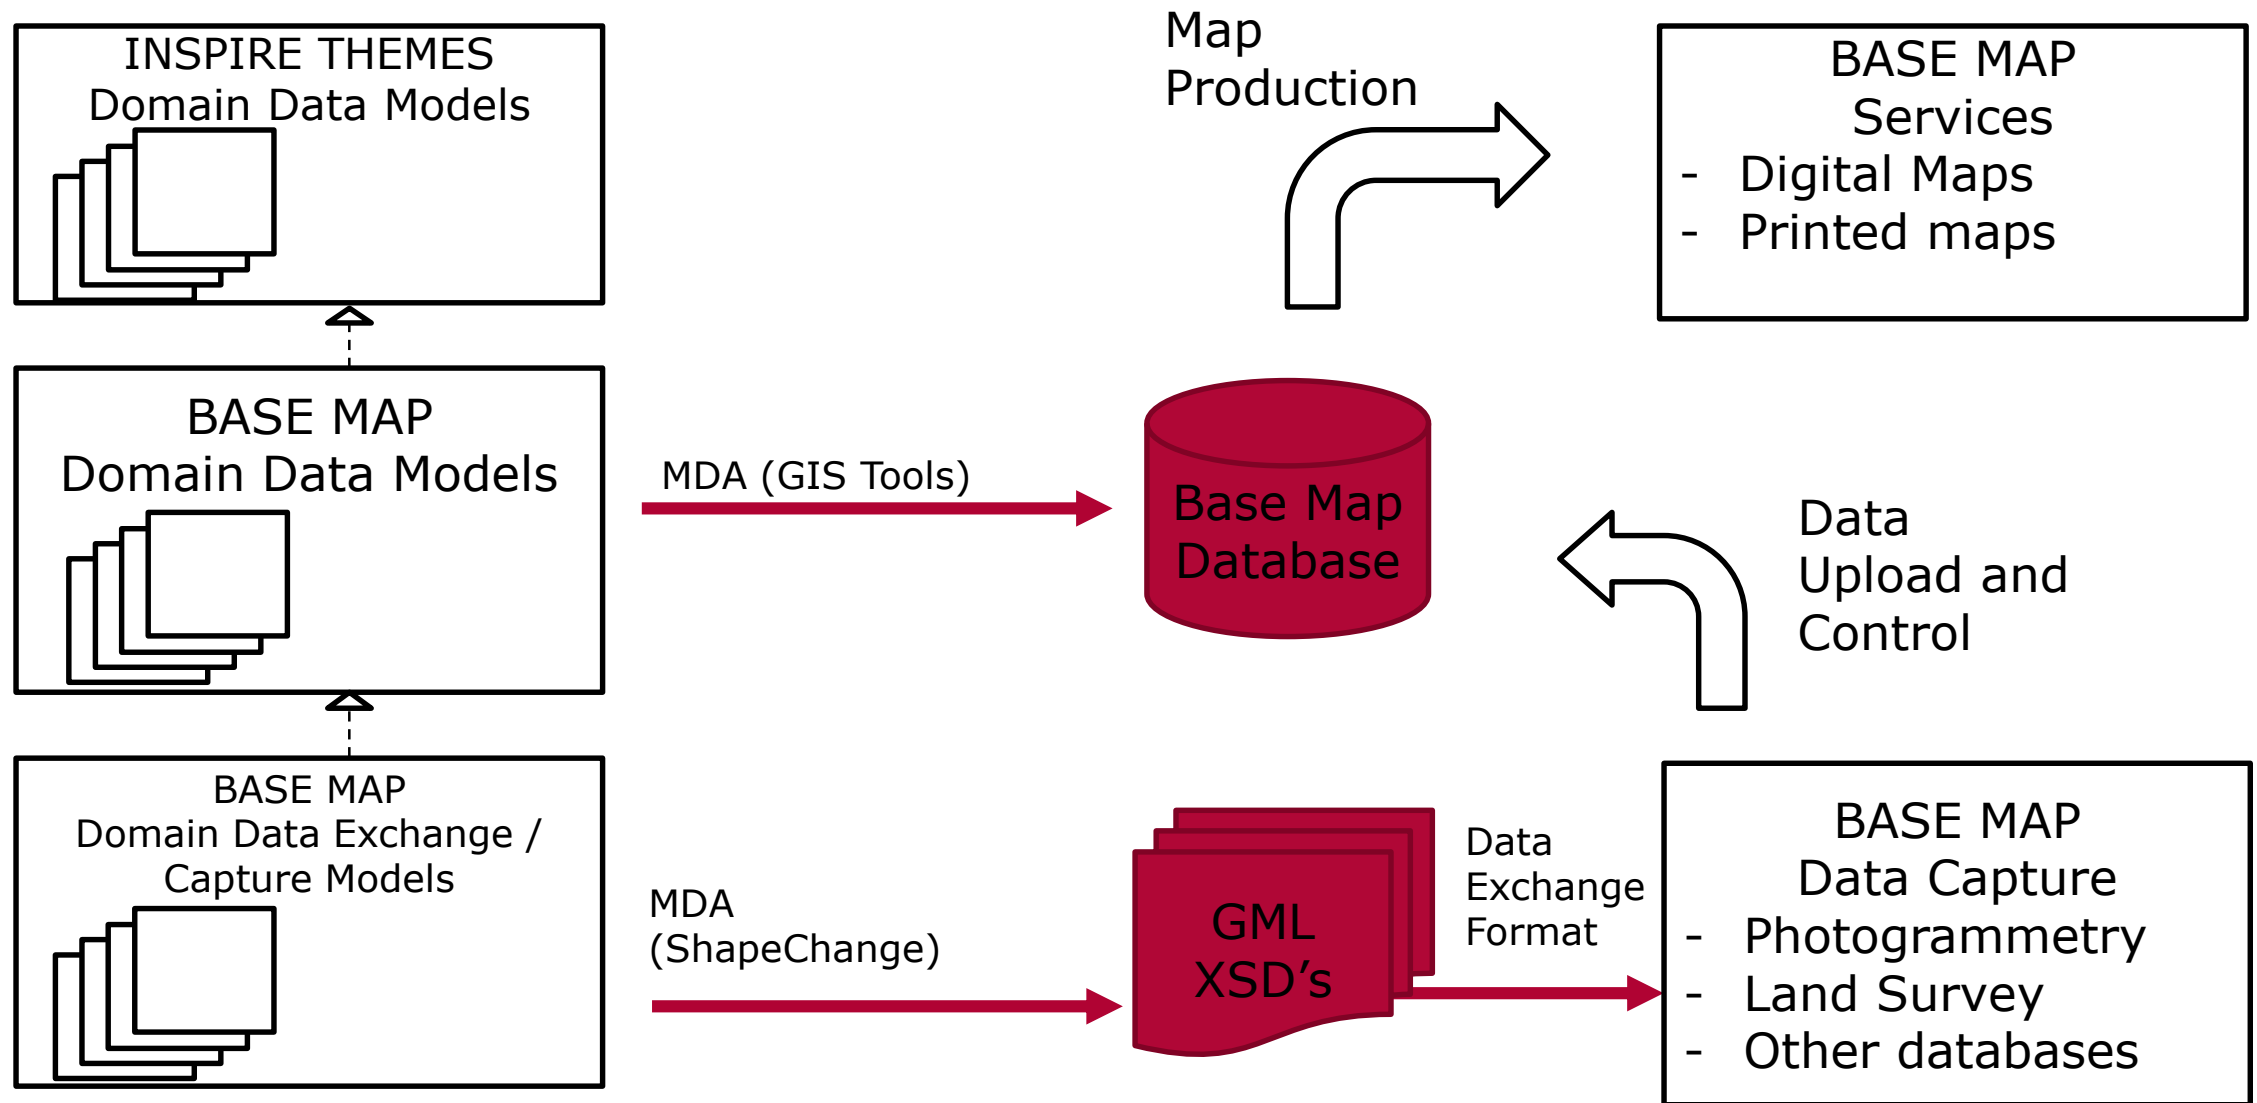 INSPIRE THEMES
Domain Data Models
Map
Production
BASE MAP
Services
- Digital Maps
- Printed maps
BASE MAP
Domain Data Models
MDA (GIS Tools)
Base Map
Database
Data
Upload and
Control
BASE MAP
Domain Data Exchange /
Capture Models
MDA
(ShapeChange)
GML
XSD’s
Data
Exchange
Format
BASE MAP
Data Capture
- Photogrammetry
- Land Survey
- Other databases